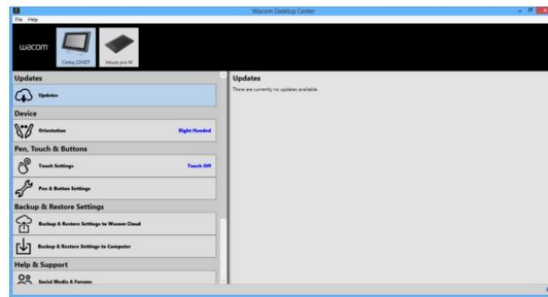 Wacom Desktop Center
File Help
wacom
Cintiq 22HDT
Intuos pro M
Updates
Updates
Device
Orientation Right Handed
Pen, Touch & Buttons
Touch Settings Touch Off
Pen & Button Settings
Backup & Restore Settings
Backup & Restore Settings to Wacom Cloud
Backup & Restore Settings to Computer
Help & Support
Social Media & Forums
Updates
There are currently no updates available.